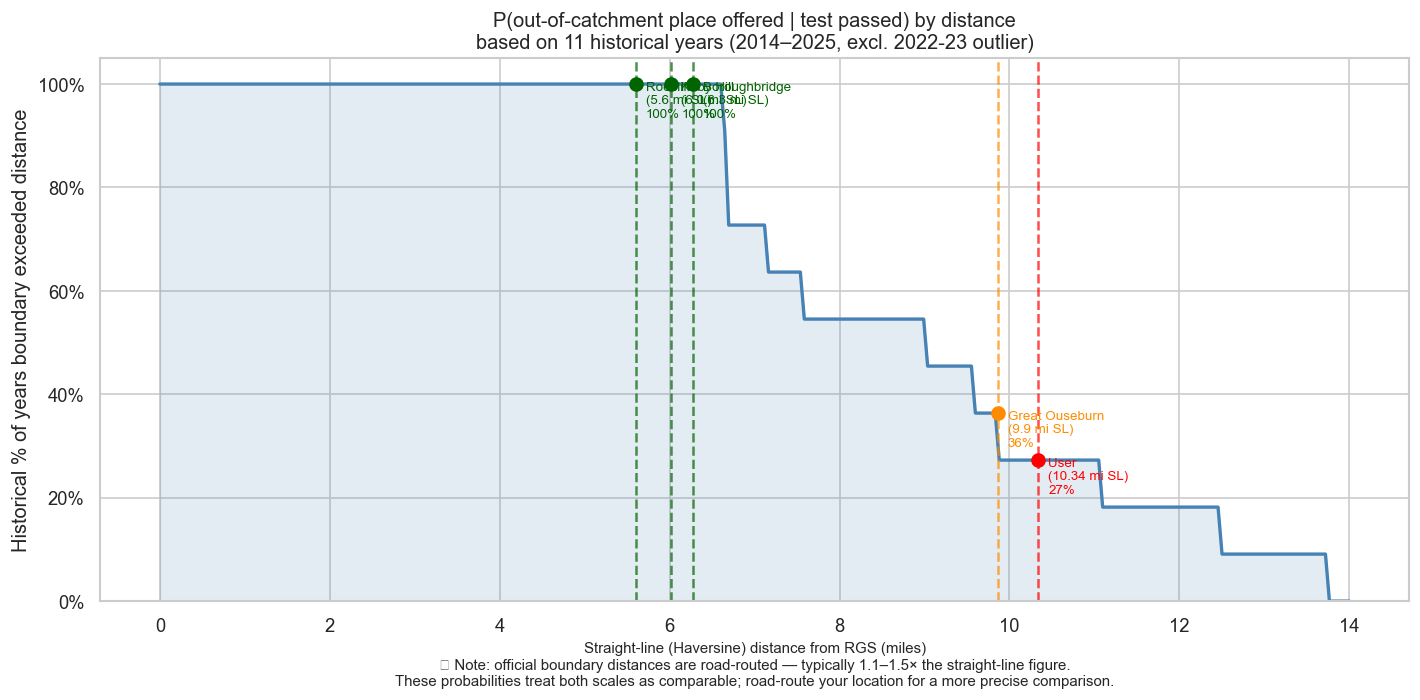 P(out-of-catchment place offered | test passed) by distance
based on 11 historical years (2014–2025, excl. 2022-23 outlier)
Historical % of years boundary exceeded distance
100%
80%
60%
40%
20%
0%
(5.6 mi SL)
100%
100%
100%
Great Ouseburn
(9.9 mi SL)
36%
User
(10.34 mi SL)
27%
0 2 4 6 8 10 12 14
Straight-line (Haversine) distance from RGS (miles)
Note: official boundary distances are road-routed — typically 1.1–1.5× the straight-line figure.
These probabilities treat both scales as comparable; road-route your location for a more precise comparison.